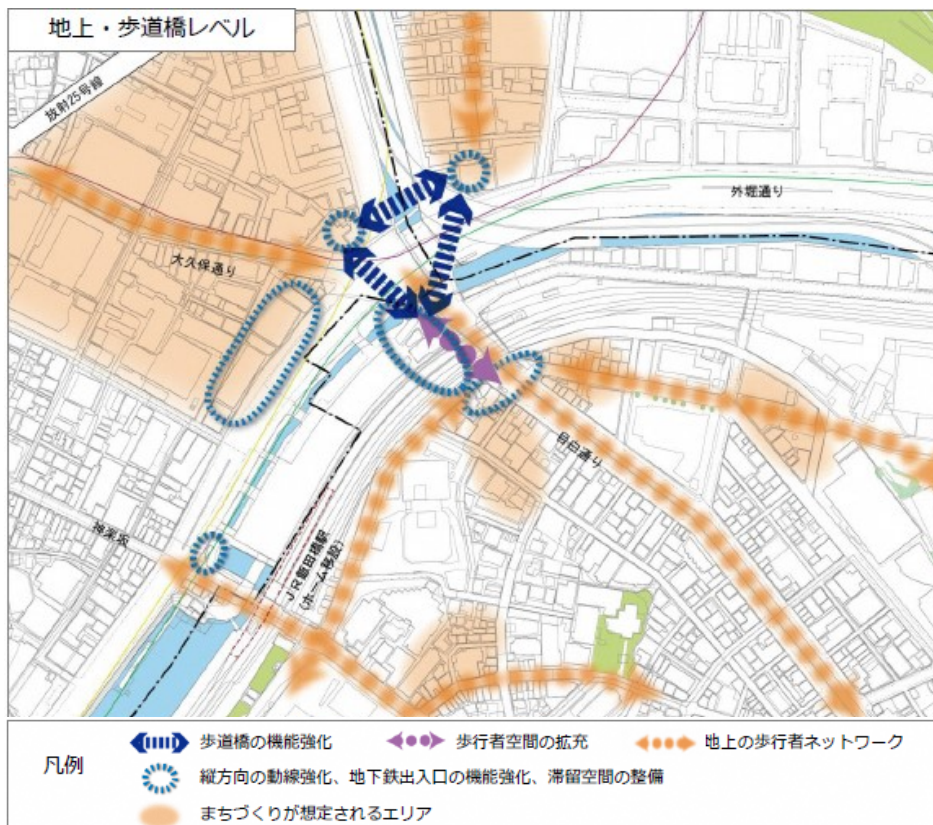 地上・歩道橋レベル
放射25号線
外堀通り
大久保通り
目白通り
神楽坂
JR飯田橋駅
(ホーム移設)
凡例
歩道橋の機能強化
歩行者空間の拡充
地上の歩行者ネットワーク
縦方向の動線強化、地下鉄出入口の機能強化、滞留空間の整備
まちづくりが想定されるエリア